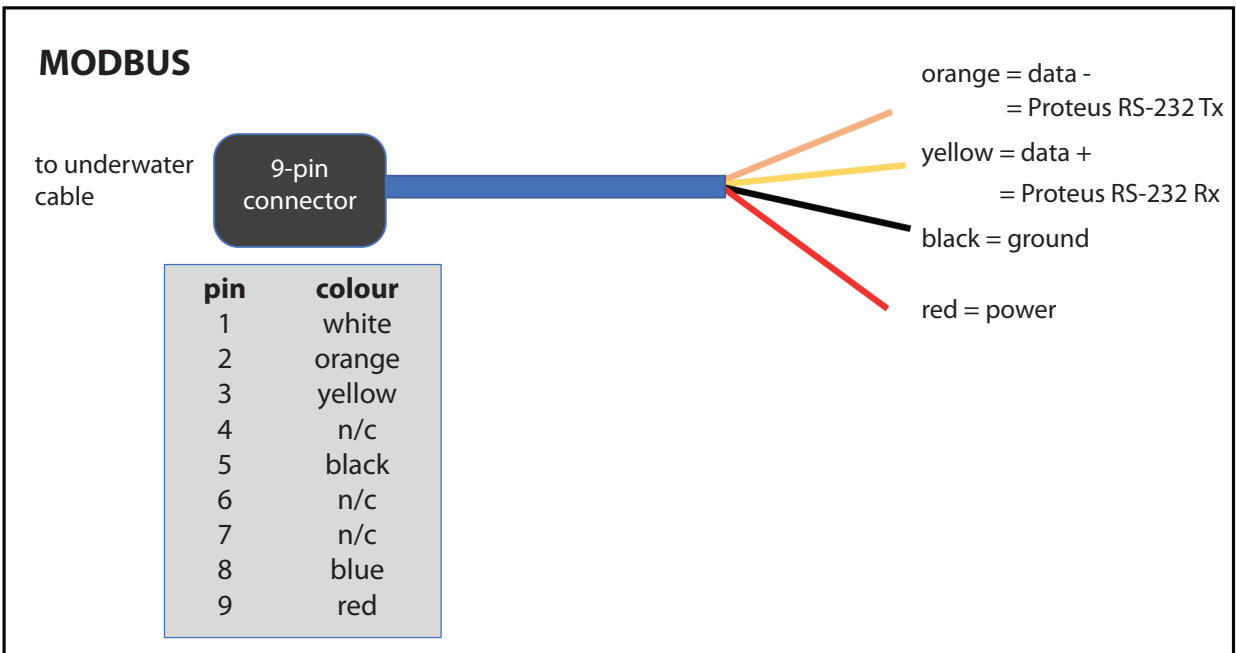 MODBUS
to underwater
cable
9-pin
connector
orange = data -
= Proteus RS-232 Tx
yellow = data +
= Proteus RS-232 Rx
black = ground
red = power
pin colour
1 white
2 orange
3 yellow
4 n/c
5 black
6 n/c
7 n/c
8 blue
9 red